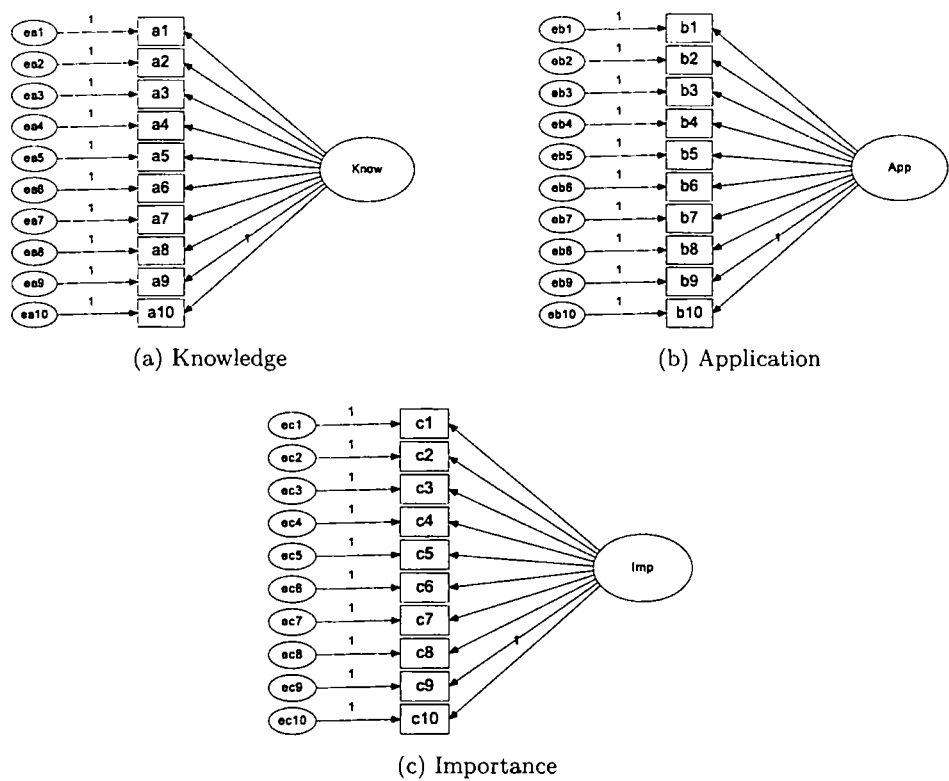 1
ea1 a1
1
ea2 a2
1
ea3 a3
1
ea4 a4
1
ea5 a5
Know
1
ea6 a6
1
ea7 a7
1
ea8 a8
1
1
ea9 a9
1
ea10 a10
(a) Knowledge
1
eb1 b1
1
eb2 b2
1
eb3 b3
1
eb4 b4
1
eb5 b5
App
1
eb6 b6
1
eb7 b7
1
eb8 b8
1
1
eb9 b9
1
eb10 b10
(b) Application
1
ec1 c1
1
ec2 c2
1
ec3 c3
1
ec4 c4
1
ec5 c5
Imp
1
ec6 c6
1
ec7 c7
1
ec8 c8
1
1
ec9 c9
1
ec10 c10
(c) Importance